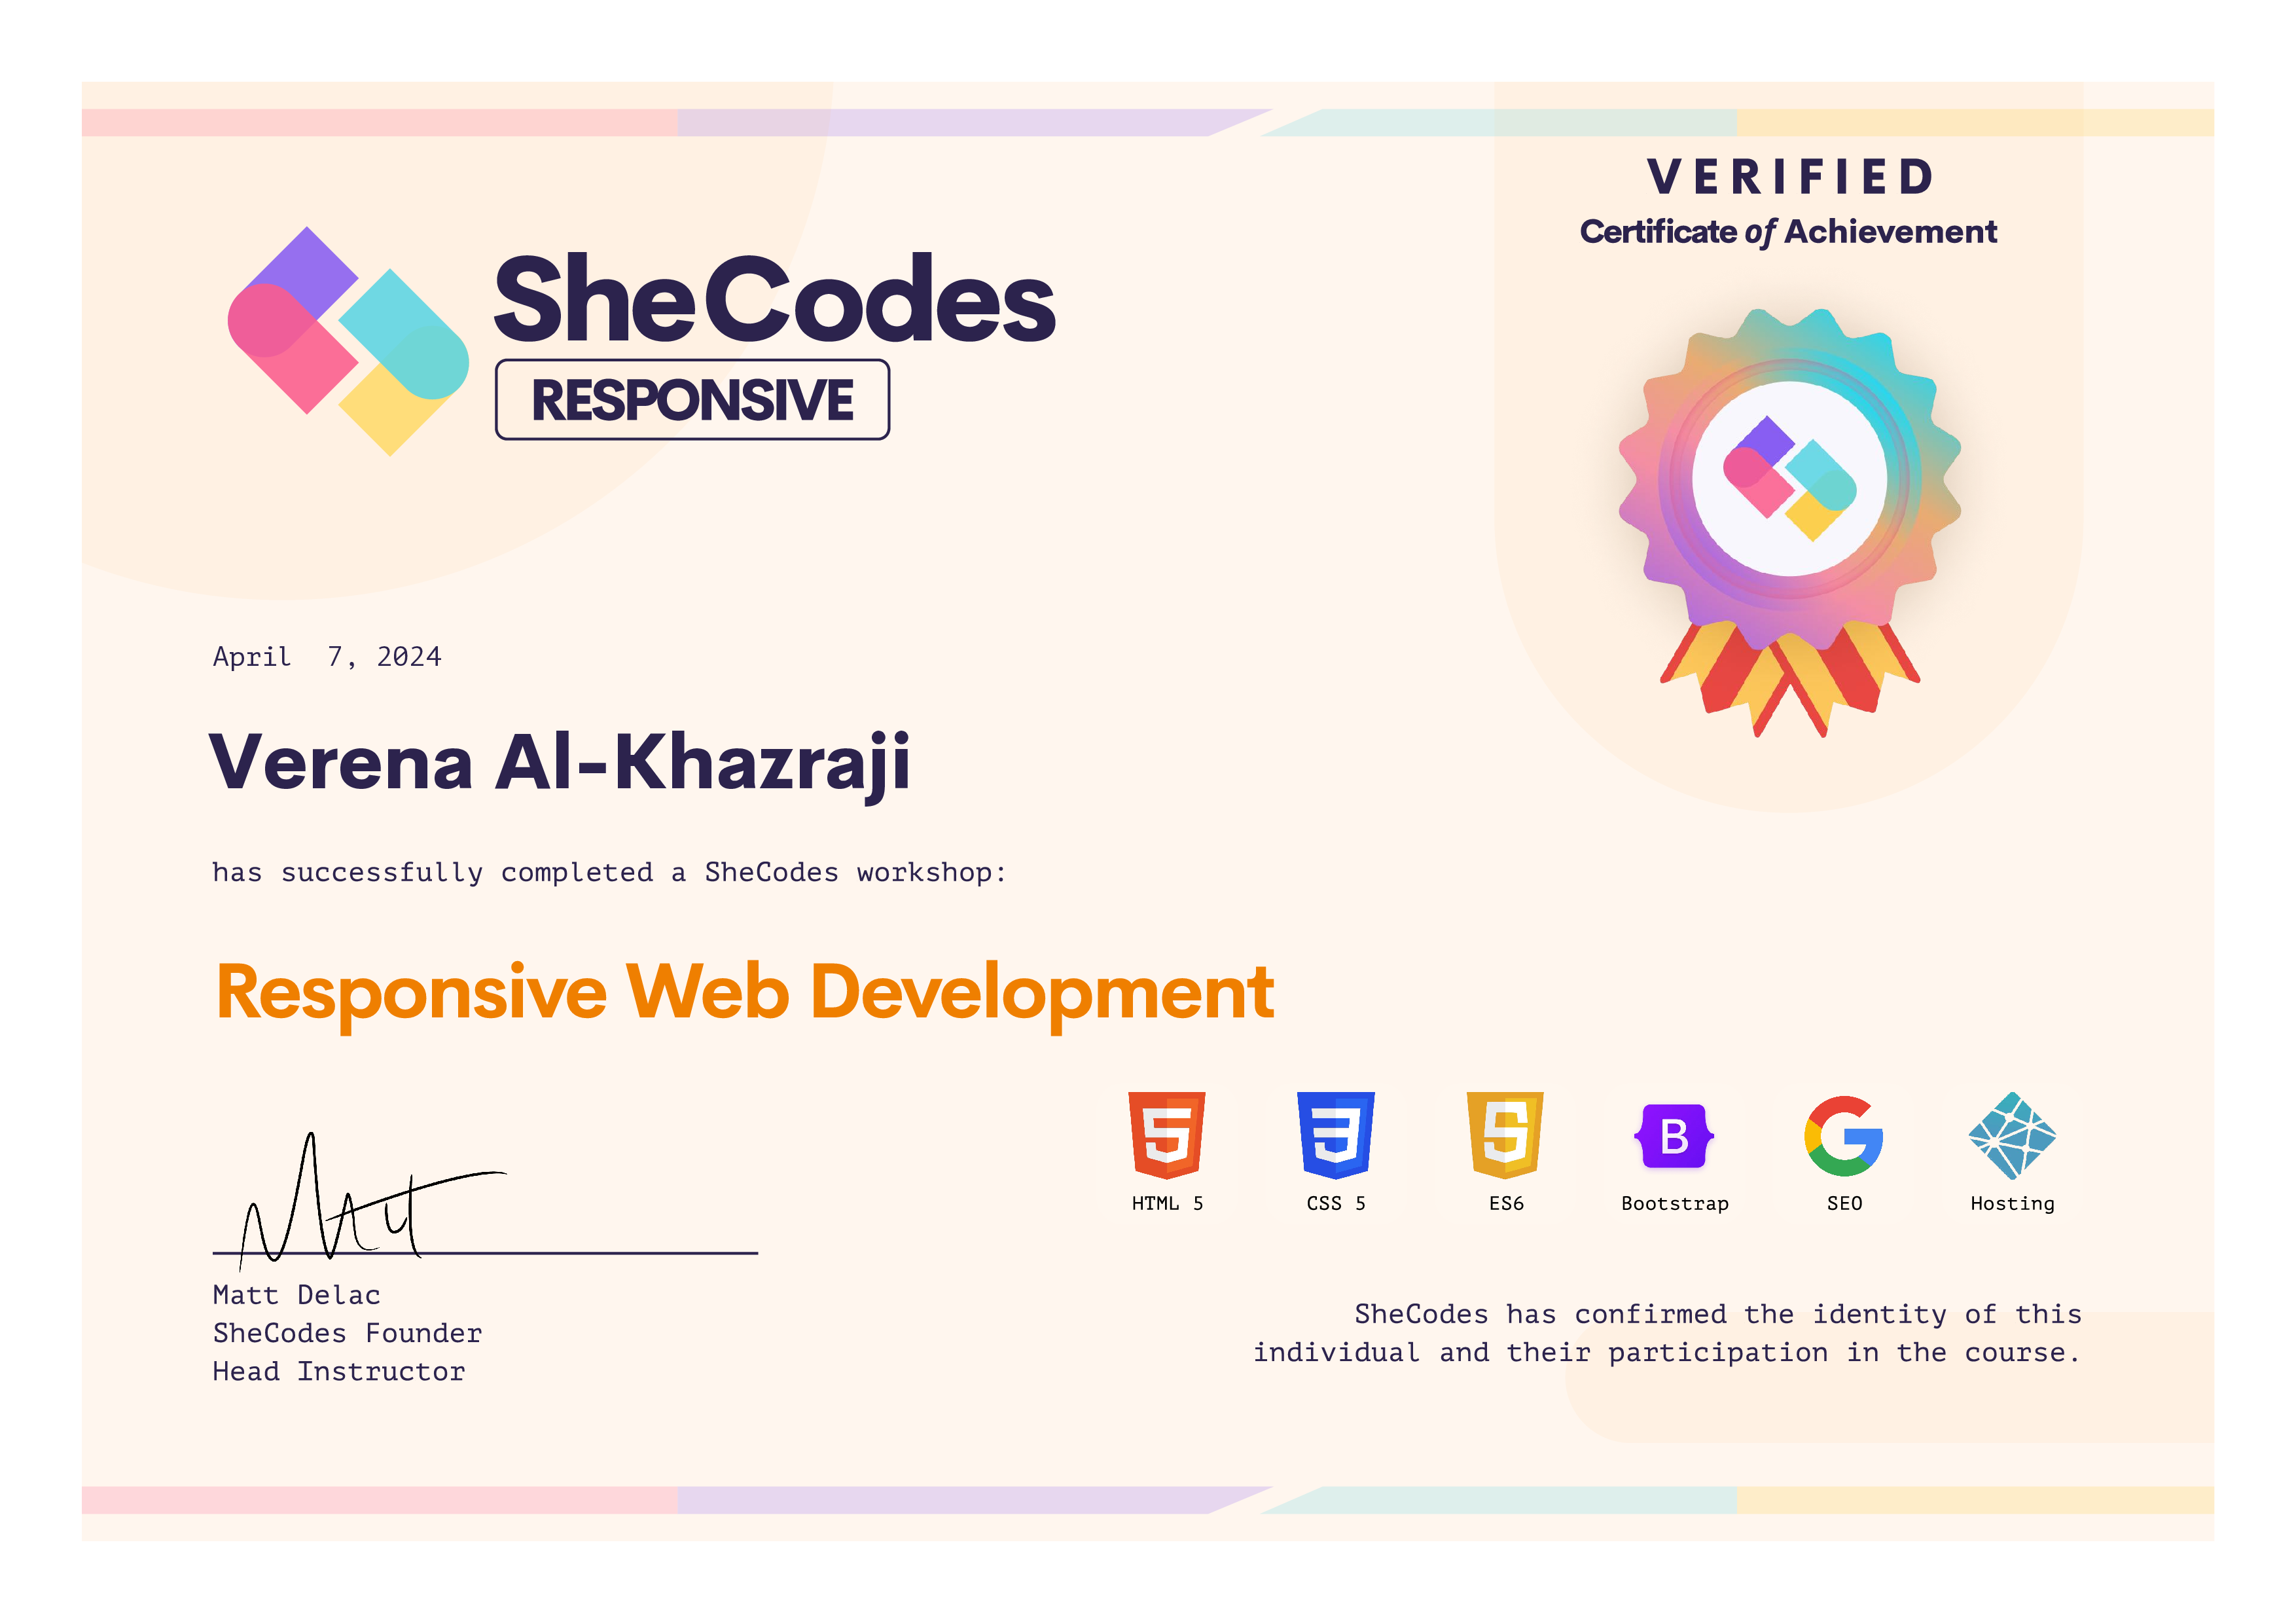 VERIFIED
Certificate of Achievement
SheCodes
RESPONSIVE
April  7, 2024
Verena Al-Khazraji
has successfully completed a SheCodes workshop:
Responsive Web Development
HTML 5
CSS 5
ES6
Bootstrap
SEO
Hosting
Matt
Matt Delac
SheCodes Founder
Head Instructor
SheCodes has confirmed the identity of this
individual and their participation in the course.